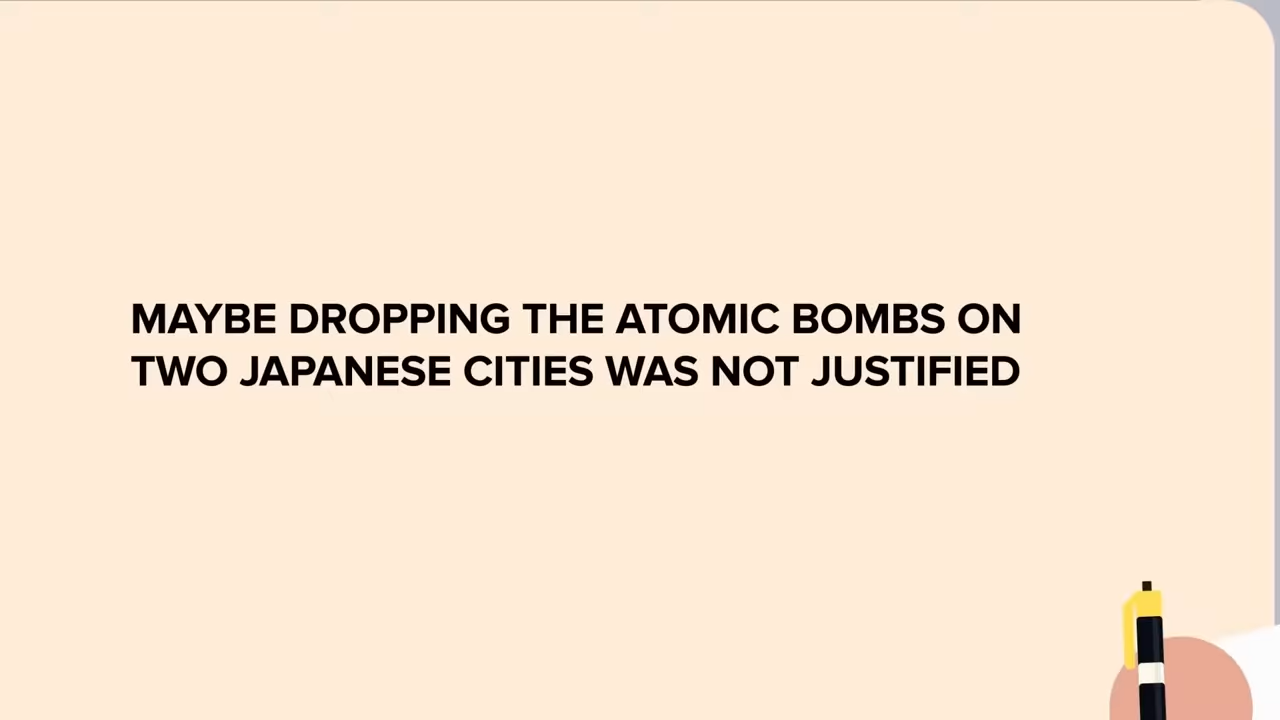 MAYBE DROPPING THE ATOMIC BOMBS ON
TWO JAPANESE CITIES WAS NOT JUSTIFIED